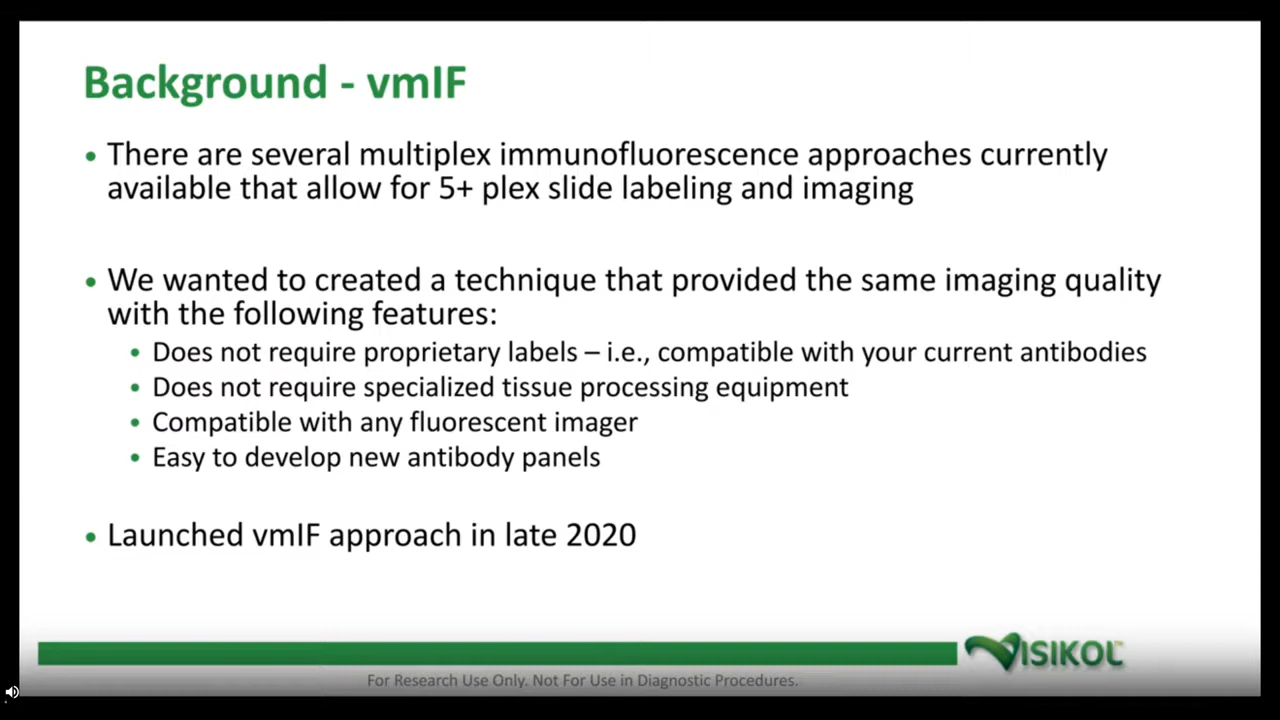 Background - vmIF
• There are several multiplex immunofluorescence approaches currently
available that allow for 5+ plex slide labeling and imaging
• We wanted to created a technique that provided the same imaging quality
with the following features:
• Does not require proprietary labels – i.e., compatible with your current antibodies
• Does not require specialized tissue processing equipment
• Compatible with any fluorescent imager
• Easy to develop new antibody panels
• Launched vmIF approach in late 2020
VISIKOL™
For Research Use Only. Not For Use in Diagnostic Procedures.